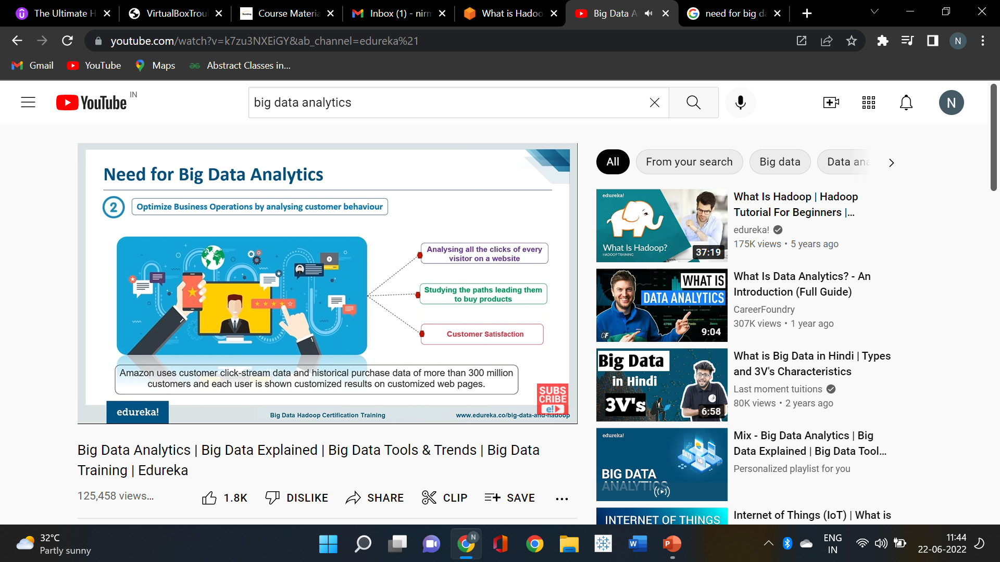 The Ultimate H
VirtualBoxTroul
Course Materia
Inbox (1) - nirm
What is Hadoo
Big Data A
need for big da
youtube.com/watch?v=k7zu3NXEiGY&ab_channel=edureka%21
N
Gmail
YouTube
Maps
Abstract Classes in...
YouTube IN
big data analytics
N
Need for Big Data Analytics
2
Optimize Business Operations by analysing customer behaviour
Analysing all the clicks of every
visitor on a website
Studying the paths leading them
to buy products
Customer Satisfaction
Amazon uses customer click-stream data and historical purchase data of more than 300 million
customers and each user is shown customized results on customized web pages.
SUBS
CRIBE
e!
edureka!
Big Data Hadoop Certification Training
www.edureka.co/big-data-and-hadoop
Big Data Analytics | Big Data Explained | Big Data Tools & Trends | Big Data
Training | Edureka
125,458 views...
1.8K
DISLIKE
SHARE
CLIP
SAVE
All
From your search
Big data
Data ana
edureka!
What Is Hadoop?
HADOOP TRAINING
37:19
What Is Hadoop | Hadoop
Tutorial For Beginners |...
edureka!
175K views • 5 years ago
WHAT IS
DATA ANALYTICS
CF
9:04
What Is Data Analytics? - An
Introduction (Full Guide)
CareerFoundry
307K views • 1 year ago
Big Data
in Hindi
3V's
6:58
What is Big Data in Hindi | Types
and 3V's Characteristics
Last moment tuitions
80K views • 2 years ago
edureka!
DATA
BIG DATA
ANALYTICS
Mix - Big Data Analytics | Big
Data Explained | Big Data Tool...
Personalized playlist for you
INTERNET OF THINGS
Internet of Things (IoT) | What is
32°C
Partly sunny
N
W
P
ENG
IN
11:44
22-06-2022